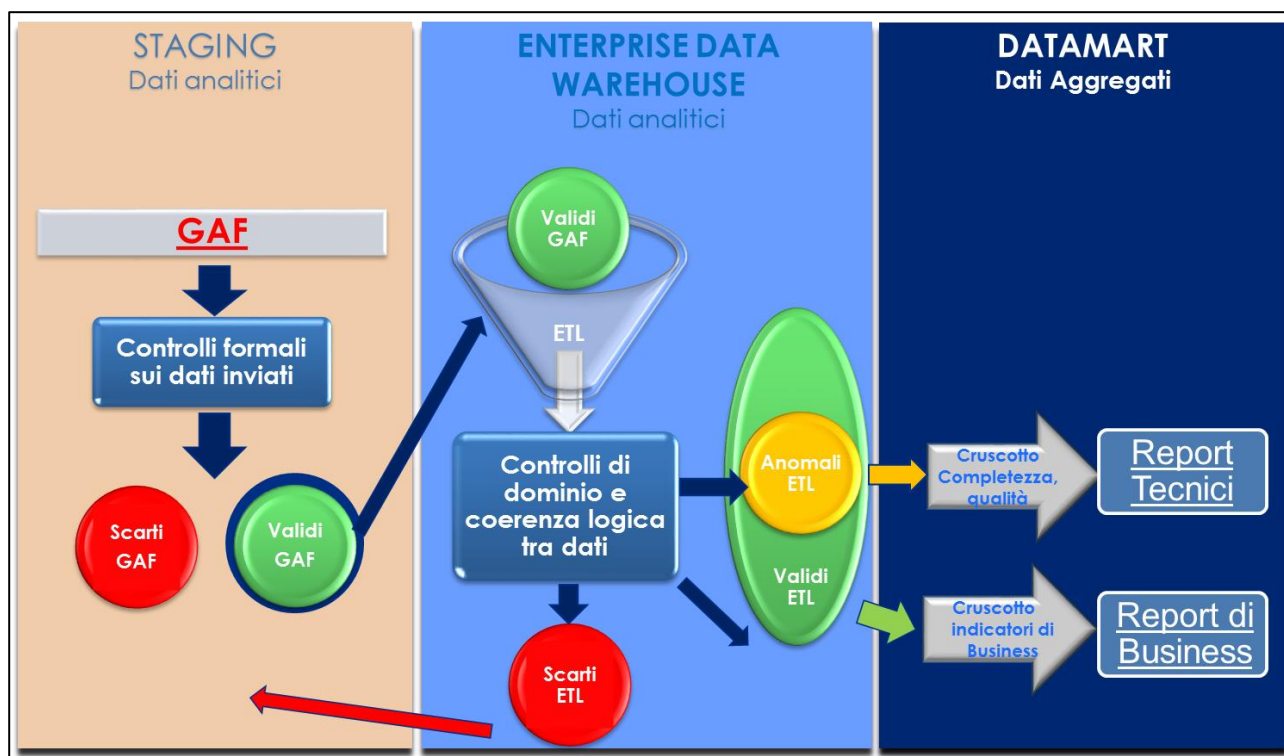 STAGING
Dati analitici
GAF
Controlli formali
sui dati inviati
Scarti
GAF
Validi
GAF
ENTERPRISE DATA
WAREHOUSE
Dati analitici
Validi
GAF
ETL
Controlli di
dominio e
coerenza logica
tra dati
Anomali
ETL
Validi
ETL
Scarti
ETL
DATAMART
Dati Aggregati
Cruscotto
Completezza,
qualità
Report
Tecnici
Cruscotto
indicatori di
Business
Report di
Business